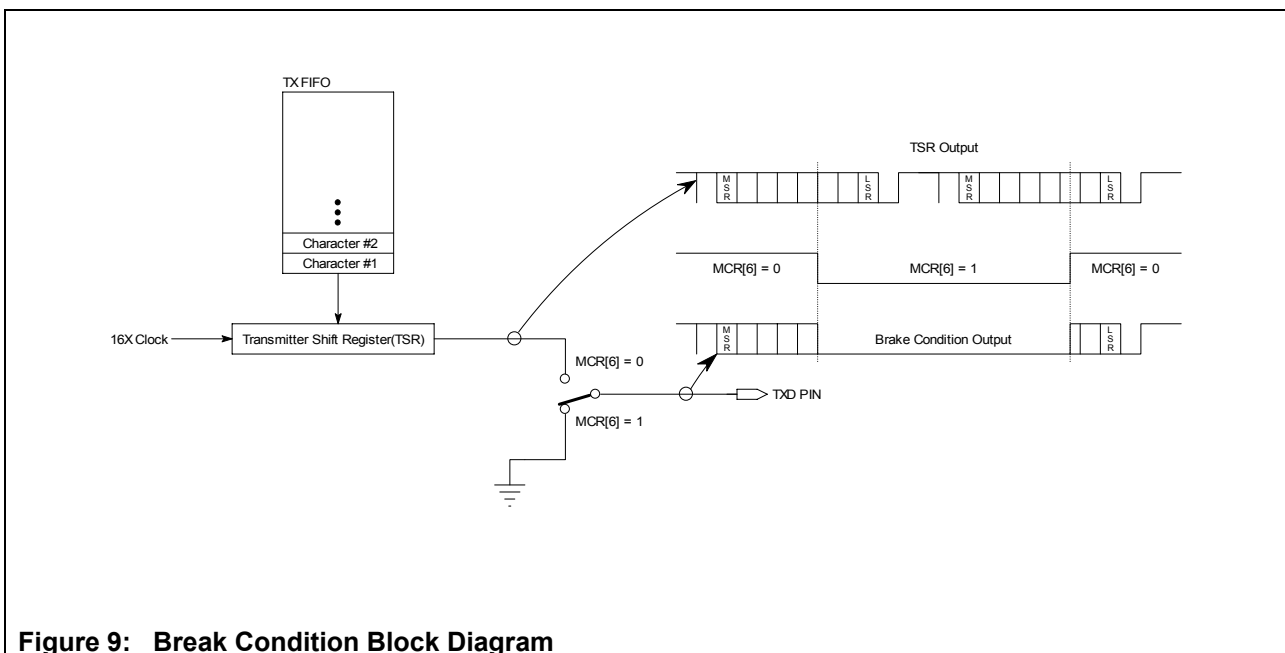 TX FIFO
Character #2
Character #1
16X Clock
Transmitter Shift Register(TSR)
MCR[6] = 0
MCR[6] = 1
TXD PIN
TSR Output
M
S
R
L
S
R
M
S
R
L
S
R
MCR[6] = 0
MCR[6] = 1
MCR[6] = 0
M
S
R
Brake Condition Output
L
S
R
Figure 9: Break Condition Block Diagram